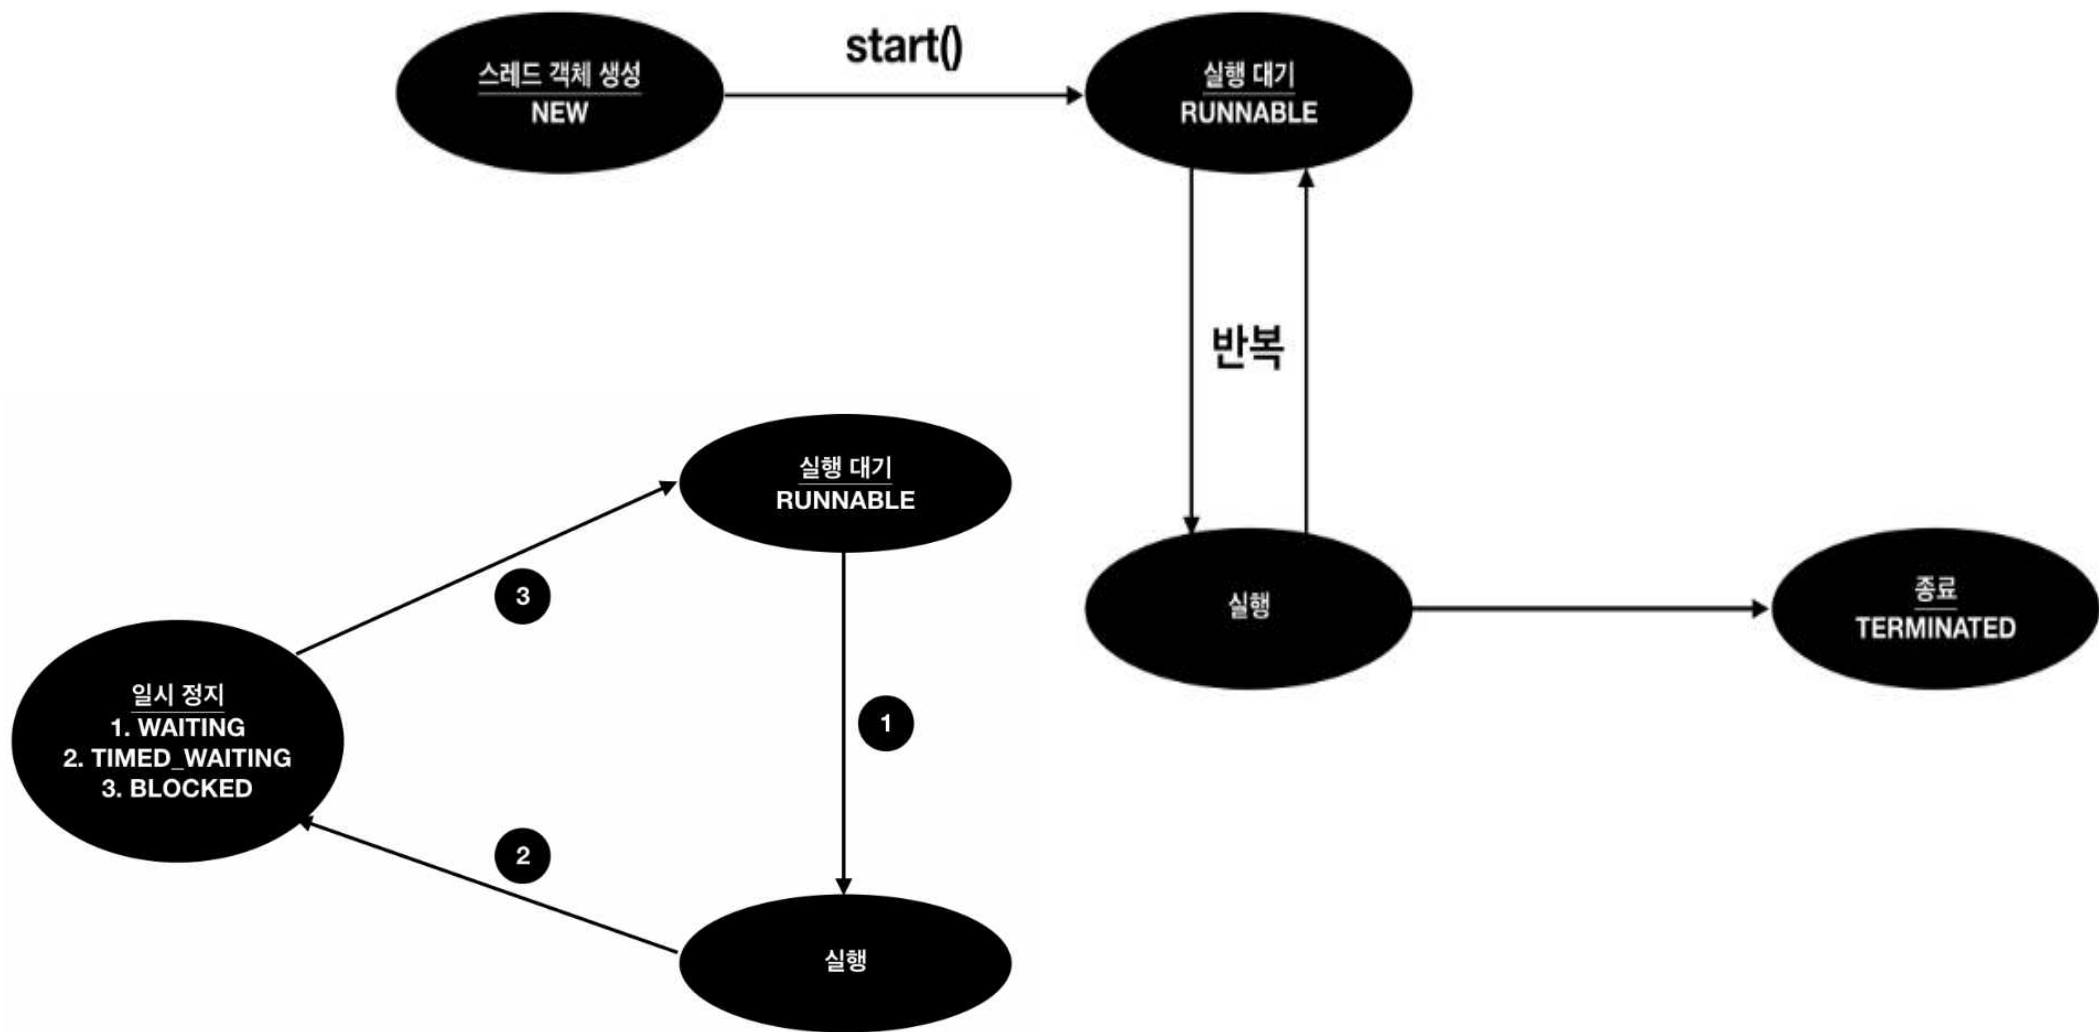 스레드 객체 생성
NEW
start()
실행 대기
RUNNABLE
반복
실행
종료
TERMINATED
실행 대기
RUNNABLE
3
일시 정지
1. WAITING
2. TIMED_WAITING
3. BLOCKED
1
2
실행